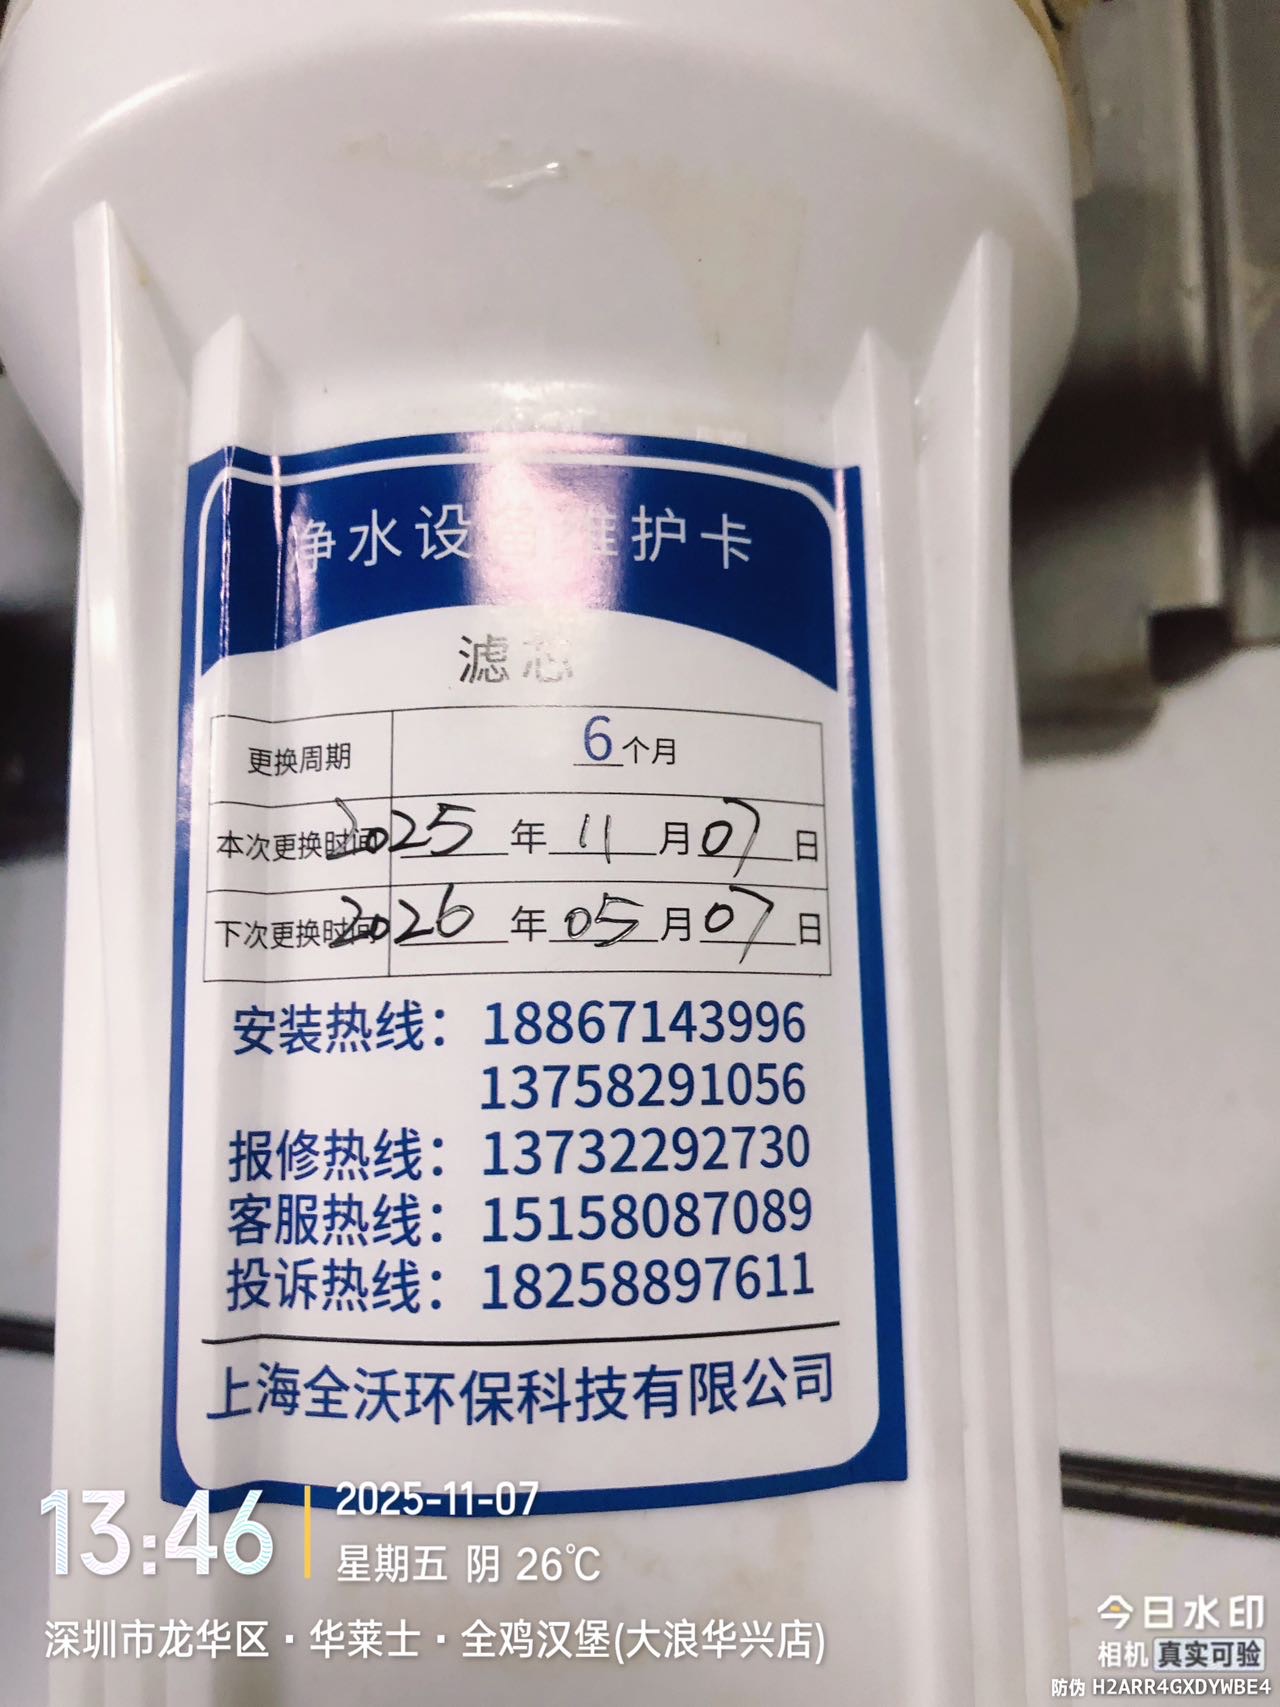 净水设备维护卡
滤芯
更换周期 6个月
本次更换时间 2025年11月07日
下次更换时间 2026年05月07日
安装热线：18867143996
13758291056
报修热线：13732292730
客服热线：15158087089
投诉热线：18258897611
上海全沃环保科技有限公司
13:46
2025-11-07
星期五 阴 26℃
深圳市龙华区·华莱士·全鸡汉堡(大浪华兴店)
今日水印
相机 真实可验
防伪 H2ARR4GXDYWBE4